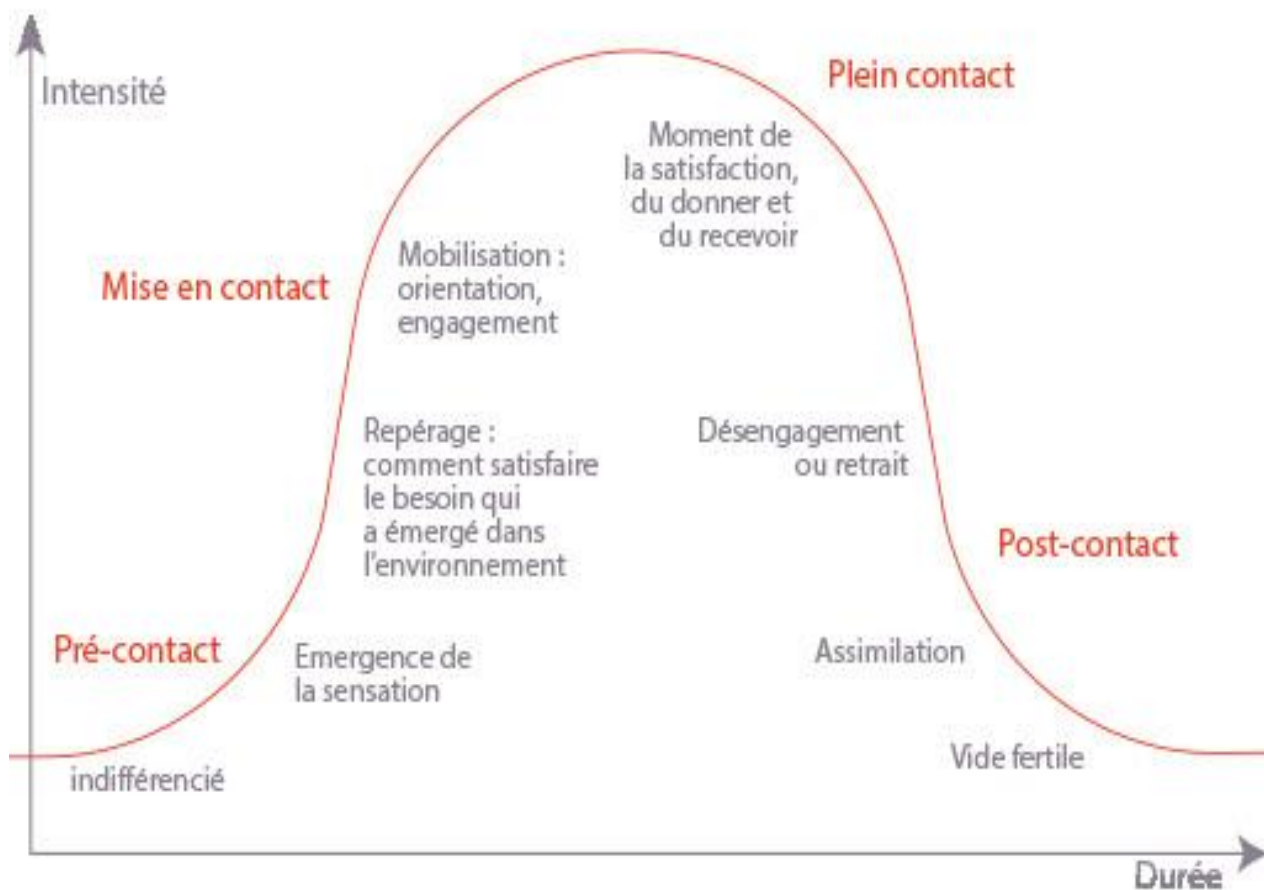 Intensité
Plein contact
Moment de
la satisfaction,
du donner et
du recevoir
Mise en contact
Mobilisation :
orientation,
engagement
Repérage :
comment satisfaire
le besoin qui
a émergé dans
l'environnement
Désengagement
ou retrait
Post-contact
Pré-contact
Emergence de
la sensation
Assimilation
indifférencié
Vide fertile
Durée